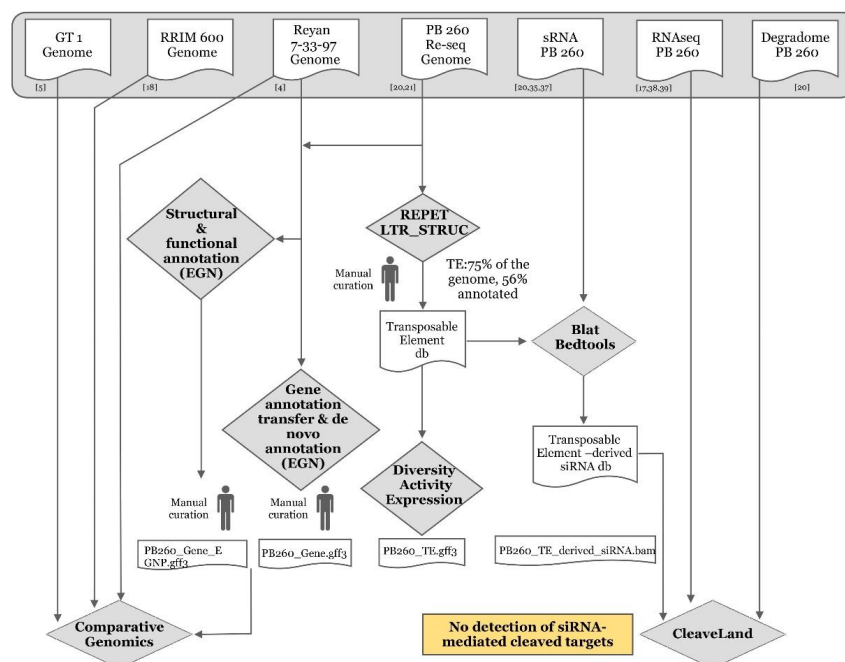 GT 1
Genome
RRIM 600
Genome
Reyan
7-33-97
Genome
PB 260
Re-seq
Genome
sRNA
PB 260
RNAseq
PB 260
Degradome
PB 260
[5]
[18]
[4]
[20,21]
[20,35,37]
[17,38,39]
[20]
Structural
&
functional
annotation
(EGN)
REPET
LTR_STRUC
Manual
curation
TE:75% of the
genome, 56%
annotated
Transposable
Element
db
Blat
Bedtools
Gene
annotation
transfer & de
novo
annotation
(EGN)
Diversity
Activity
Expression
Transposable
Element –derived
siRNA db
Manual
curation
Manual
curation
PB260_Gene_E
GNP.gff3
PB260_Gene.gff3
PB260_TE.gff3
PB260_TE_derived_siRNA.bam
Comparative
Genomics
No detection of siRNA-
mediated cleaved targets
CleaveLand